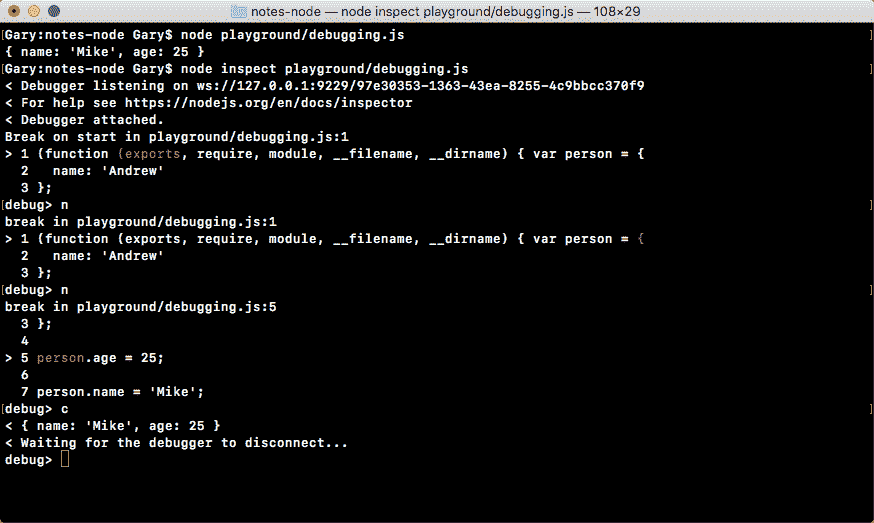 notes-node — node inspect playground/debugging.js — 108×29
[Gary:notes-node Gary$ node playground/debugging.js ]
{ name: 'Mike', age: 25 }
[Gary:notes-node Gary$ node inspect playground/debugging.js ]
< Debugger listening on ws://127.0.0.1:9229/97e30353-1363-43ea-8255-4c9bbcc370f9
< For help see https://nodejs.org/en/docs/inspector
< Debugger attached.
Break on start in playground/debugging.js:1
> 1 (function (exports, require, module, __filename, __dirname) { var person = {
  2   name: 'Andrew'
  3 };
[debug> n ]
break in playground/debugging.js:1
> 1 (function (exports, require, module, __filename, __dirname) { var person = {
  2   name: 'Andrew'
  3 };
[debug> n ]
break in playground/debugging.js:5
  3 };
  4
> 5 person.age = 25;
  6
  7 person.name = 'Mike';
[debug> c ]
< { name: 'Mike', age: 25 }
< Waiting for the debugger to disconnect...
debug>